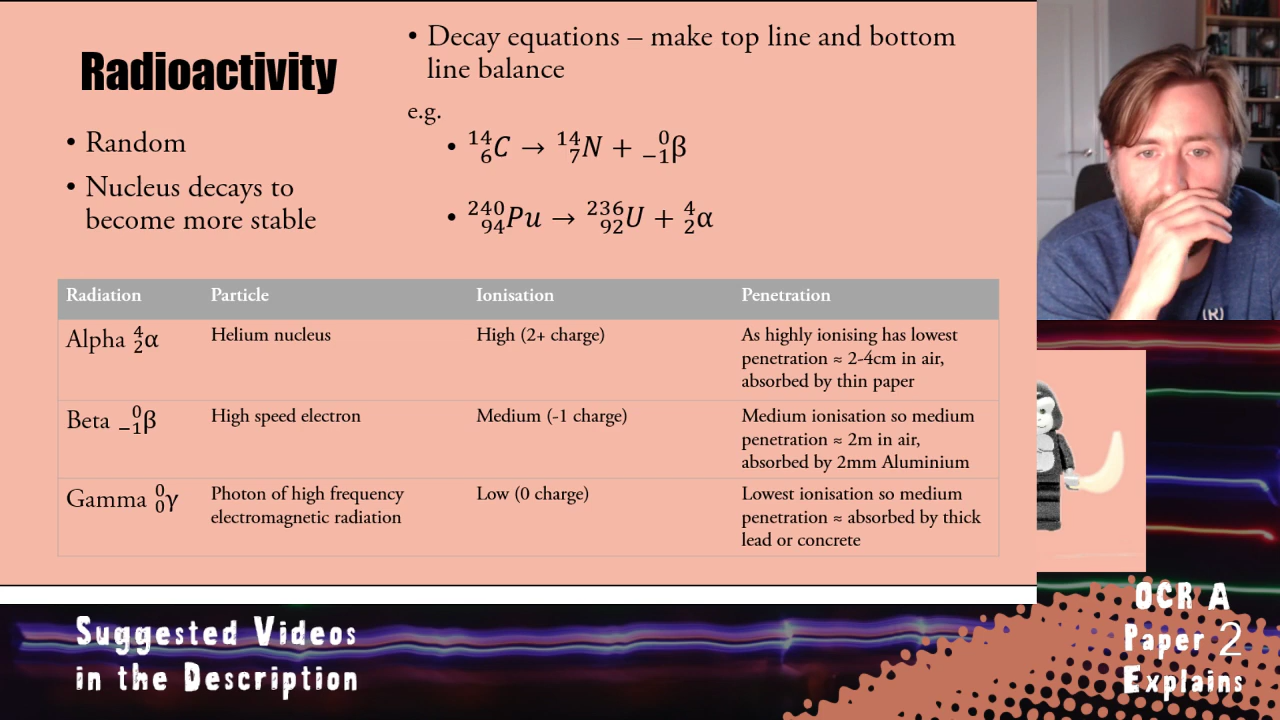 Radioactivity
• Random
• Nucleus decays to
become more stable
• Decay equations – make top line and bottom
line balance
e.g.
• ¹⁴₆C → ¹⁴₇N + ⁰₋₁β
• ²⁴⁰₉₄Pu → ²³⁶₉₂U + ⁴₂α
Radiation Particle Ionisation Penetration
Alpha ⁴₂α Helium nucleus High (2+ charge) As highly ionising has lowest
penetration ≈ 2-4cm in air,
absorbed by thin paper
Beta ⁰₋₁β High speed electron Medium (-1 charge) Medium ionisation so medium
penetration ≈ 2m in air,
absorbed by 2mm Aluminium
Gamma ⁰₀γ Photon of high frequency
electromagnetic radiation
Low (0 charge)
Lowest ionisation so medium
penetration ≈ absorbed by thick
lead or concrete
Suggested Videos
in the Description
OCR A
Paper 2
Explains